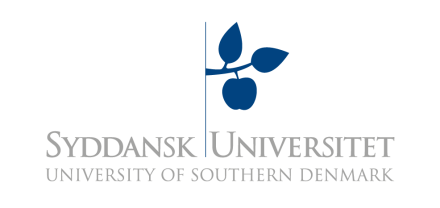 SYDDANSK UNIVERSITET
UNIVERSITY OF SOUTHERN DENMARK